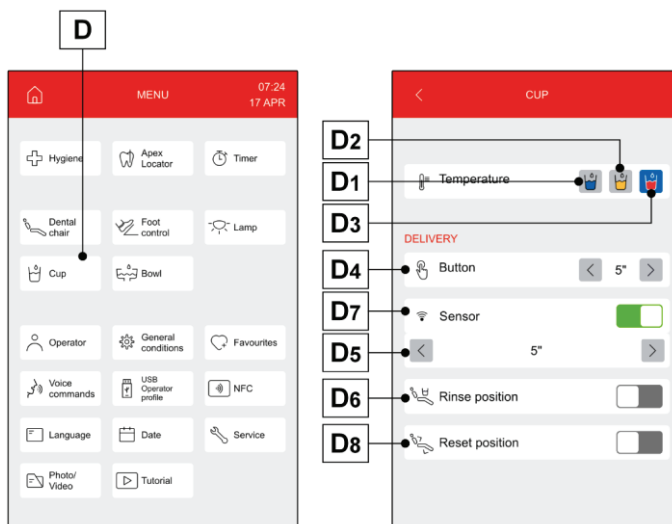 D
MENU
07:24
17 APR
Hygiene
Apex
Locator
Timer
Dental
chair
Foot
control
Lamp
Cup
Bowl
Operator
General
conditions
Favourites
Voice
commands
USB
Operator
profile
NFC
Language
Date
Service
Photo/
Video
Tutorial
CUP
D2
D1
Temperature
D3
DELIVERY
D4
Button
5"
D7
Sensor
D5
5"
D6
Rinse position
D8
Reset position